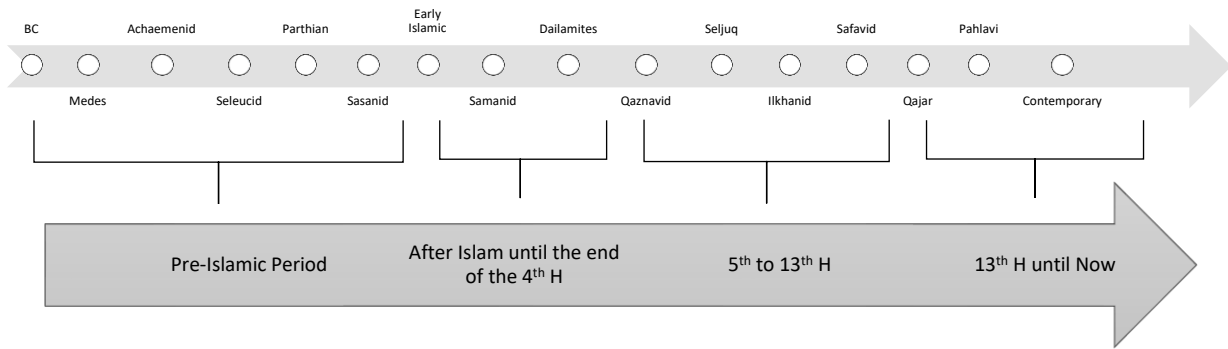 BC
Achaemenid
Parthian
Early
Islamic
Dailamites
Seljuq
Safavid
Pahlavi
Medes
Seleucid
Sasanid
Samanid
Qaznavid
Ilkhanid
Qajar
Contemporary
Pre-Islamic Period
After Islam until the end
of the 4th H
5th to 13th H
13th H until Now